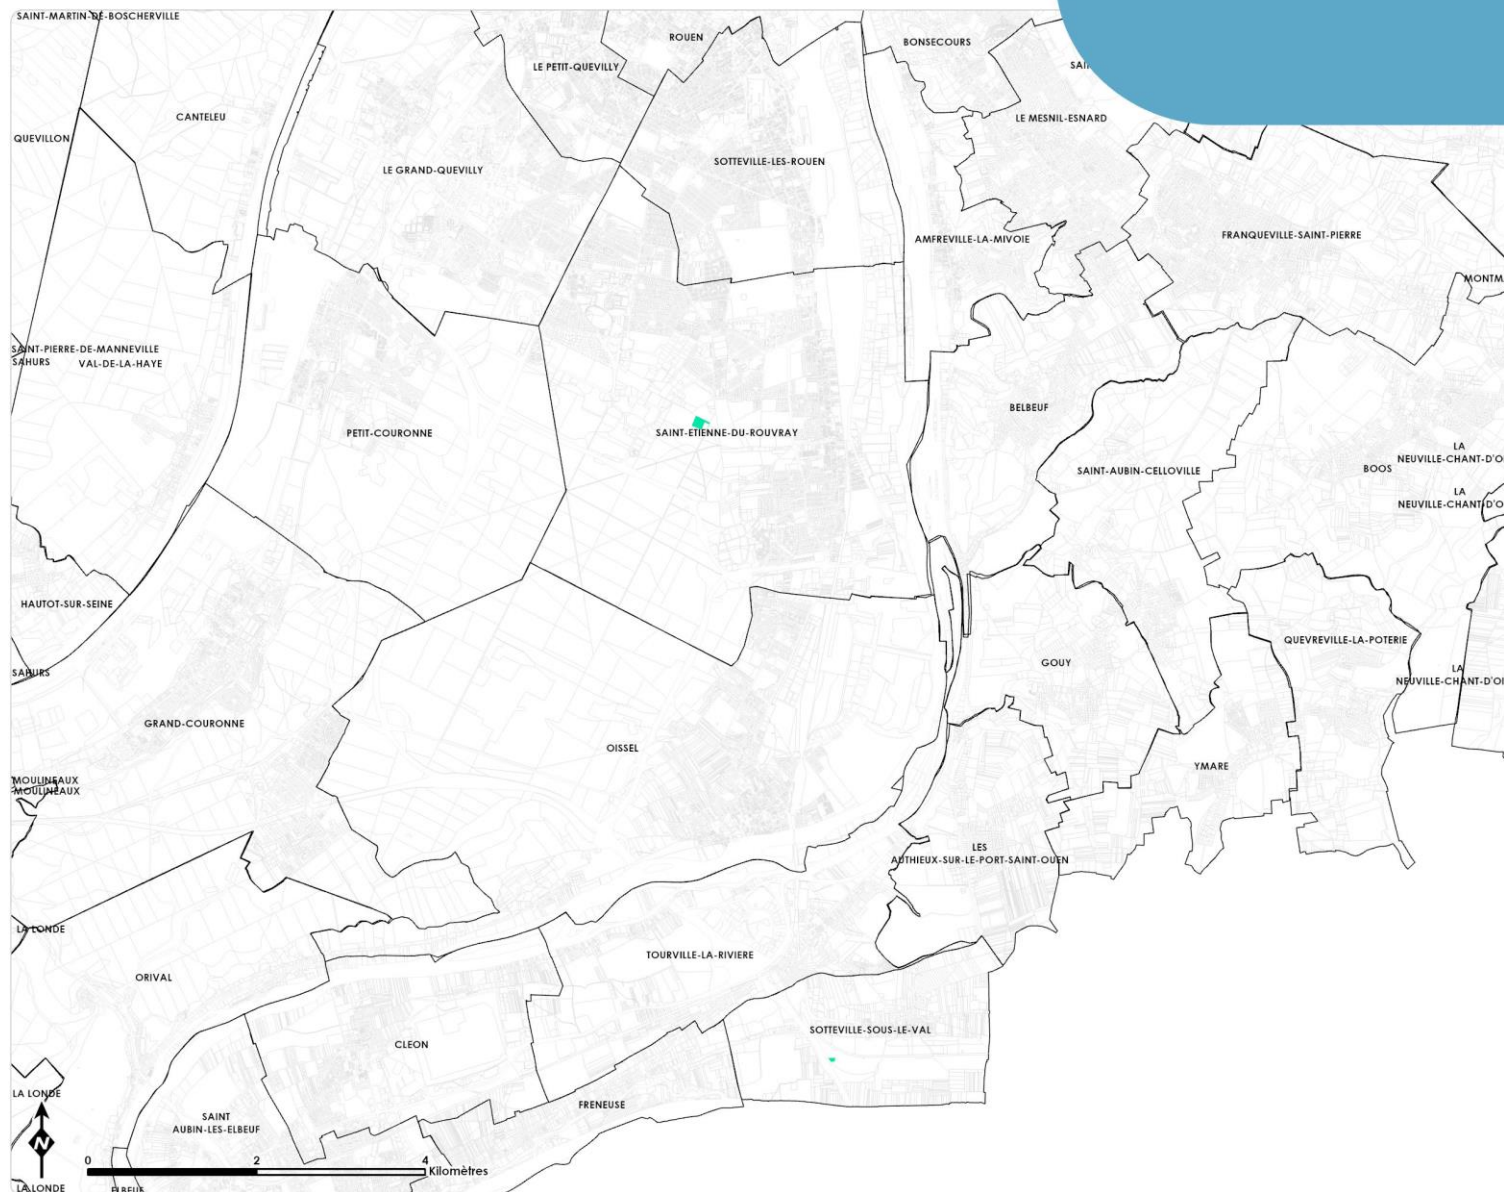 SAINT-MARTIN-DE-BOSCHERVILLE
ROUEN
BONSECOURS
LE PETIT-QUEVILLY
CANTELEU
LE MESNIL-ESNARD
QUEVILLON
LE GRAND-QUEVILLY
SOTTEVILLE-LES-ROUEN
AMFREVILLE-LA-MIVOIE
FRANQUEVILLE-SAINT-PIERRE
MONTM
SAINT-PIERRE-DE-MANNEVILLE
SAHURS
VAL-DE-LA-HAYE
BELBEUF
PETIT-COURONNE
SAINT-ETIENNE-DU-ROUVRAY
SAINT-AUBIN-CELLOVILLE
BOOS
LA
NEUVILLE-CHANT-D'OI
LA
NEUVILLE-CHANT-D'O
HAUTOT-SUR-SEINE
QUEVREVILLE-LA-POTERIE
GOUY
SAHURS
LA
NEUVILLE-CHANT-D'OI
GRAND-COURONNE
OISSEL
YMARE
MOULINEAUX
MOULINEAUX
LES
AUTHIEUX-SUR-LE-PORT-SAINT-OUEN
LA LONDE
TOURVILLE-LA-RIVIERE
ORIVAL
SOTTEVILLE-SOUS-LE-VAL
CLEON
LA LONDE
FRENEUSE
SAINT
AUBIN-LES-ELBEUF
N
0 2 4
Kilomètres
LA LONDE
ELBEUF